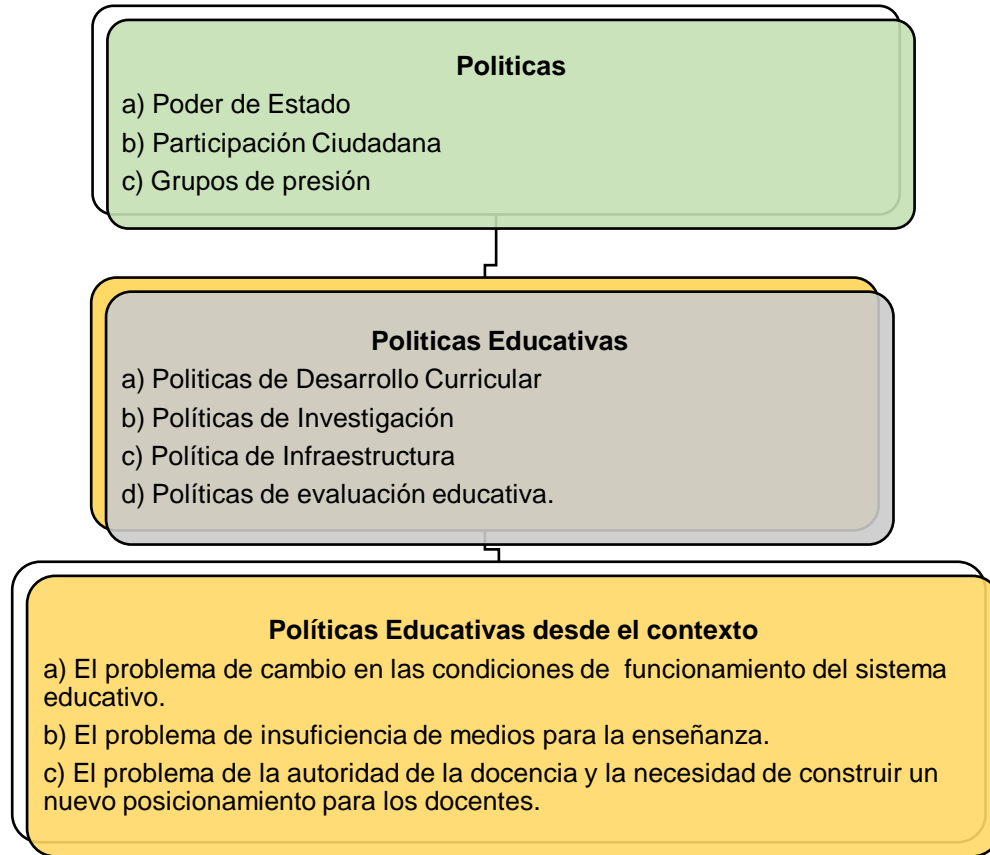 Politicas
a) Poder de Estado
b) Participación Ciudadana
c) Grupos de presión
Politicas Educativas
a) Politicas de Desarrollo Curricular
b) Políticas de Investigación
c) Política de Infraestructura
d) Políticas de evaluación educativa.
Políticas Educativas desde el contexto
a) El problema de cambio en las condiciones de funcionamiento del sistema
educativo.
b) El problema de insuficiencia de medios para la enseñanza.
c) El problema de la autoridad de la docencia y la necesidad de construir un
nuevo posicionamiento para los docentes.